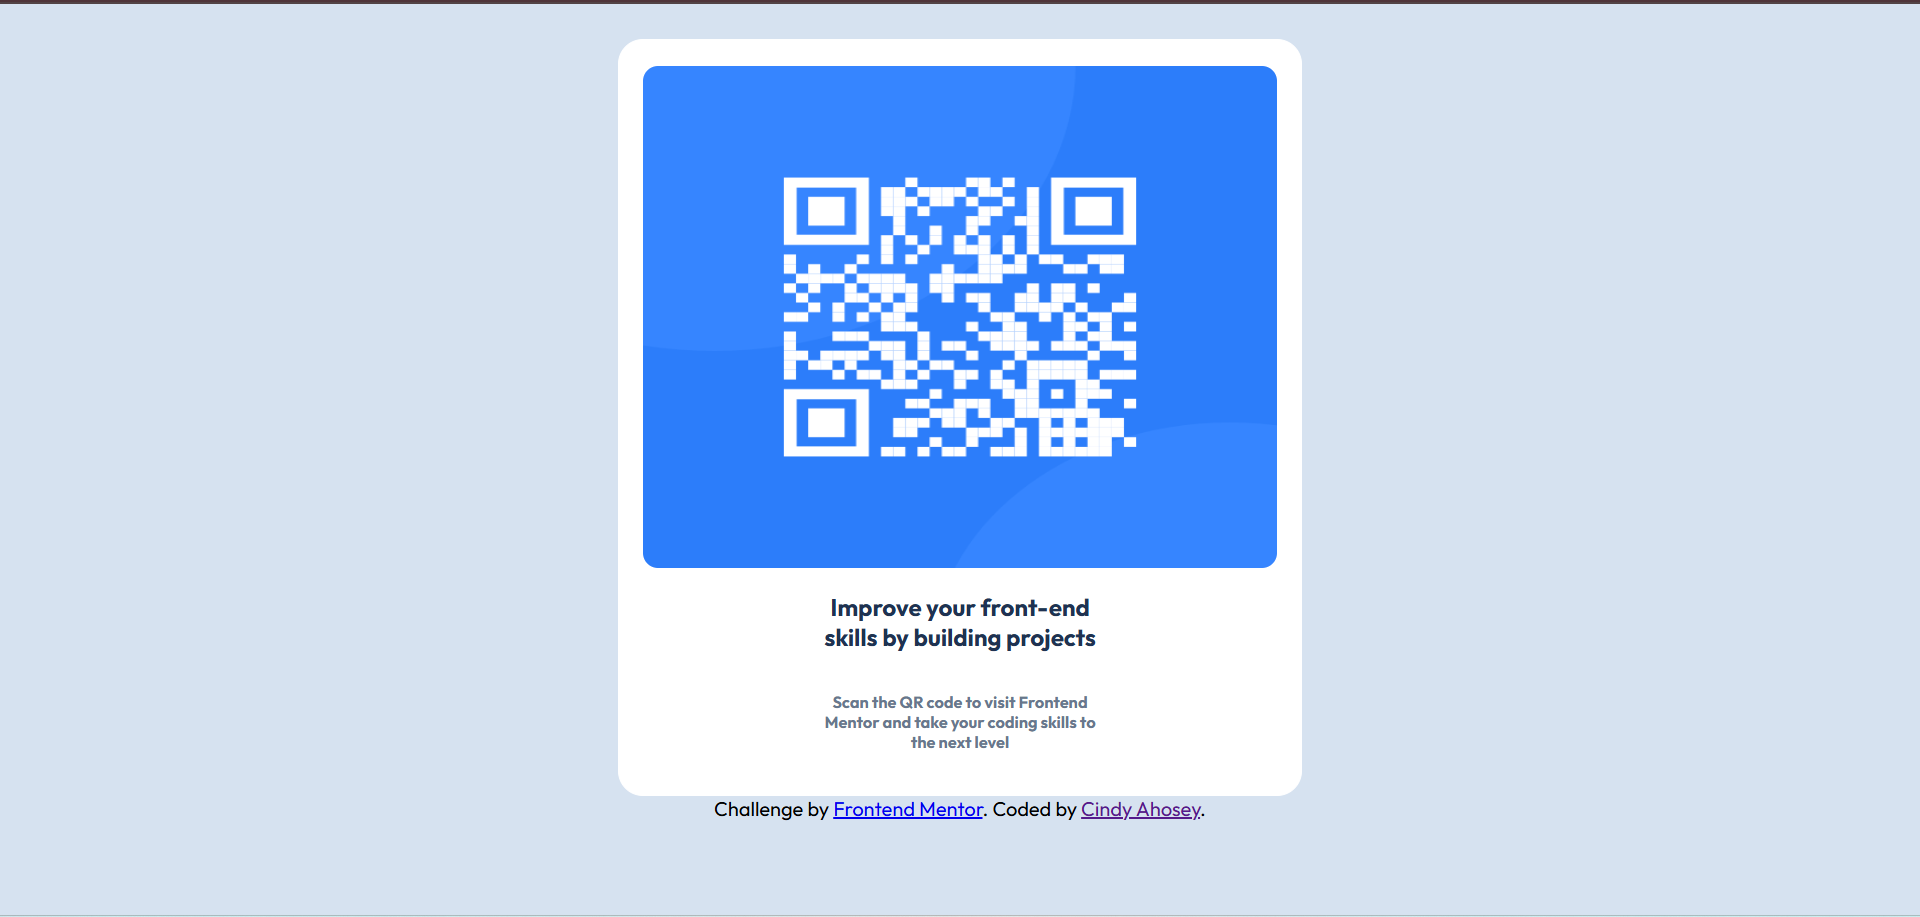 Improve your front-end
skills by building projects
Scan the QR code to visit Frontend
Mentor and take your coding skills to
the next level
Challenge by Frontend Mentor. Coded by Cindy Ahosey.